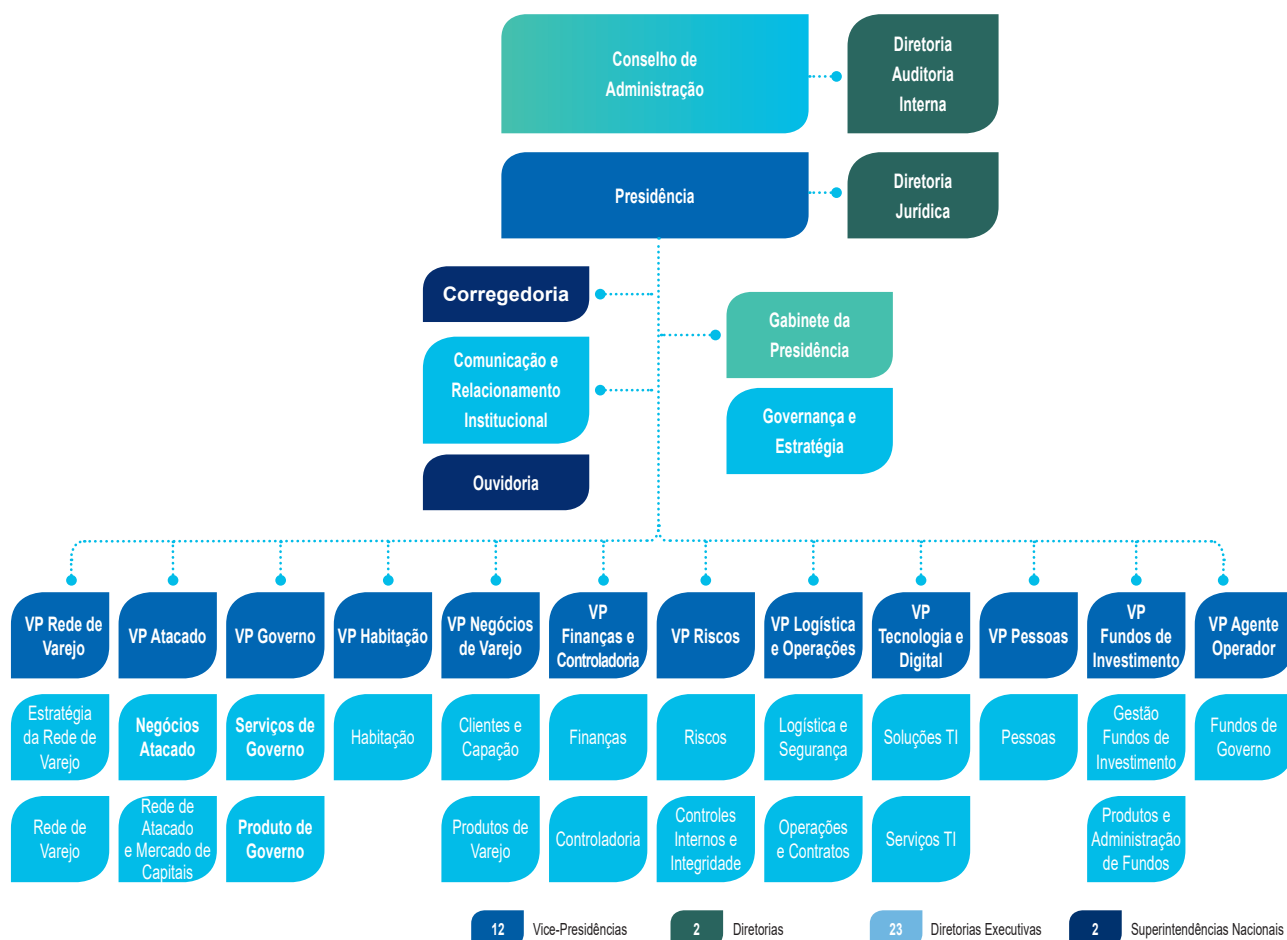 Conselho de
Administração
Diretoria
Auditoria
Interna
Presidência
Diretoria
Jurídica
Corregedoria
Comunicação e
Relacionamento
Institucional
Ouvidoria
Gabinete da
Presidência
Governança e
Estratégia
VP Rede de
Varejo
VP Atacado
VP Governo
VP Habitação
VP Negócios
de Varejo
VP
Finanças e
Controladoria
VP Riscos
VP Logística
e Operações
VP
Tecnologia e
Digital
VP Pessoas
VP
Fundos de
Investimento
VP Agente
Operador
Estratégia
da Rede de
Varejo
Negócios
Atacado
Serviços de
Governo
Habitação
Clientes e
Capação
Finanças
Riscos
Logística e
Segurança
Soluções TI
Pessoas
Gestão
Fundos de
Investimento
Fundos de
Governo
Rede de
Varejo
Rede de
Atacado
e Mercado de
Capitais
Produto de
Governo
Produtos de
Varejo
Controladoria
Controles
Internos e
Integridade
Operações
e Contratos
Serviços TI
Produtos e
Administração
de Fundos
12 Vice-Presidências
2 Diretorias
23 Diretorias Executivas
2 Superintendências Nacionais